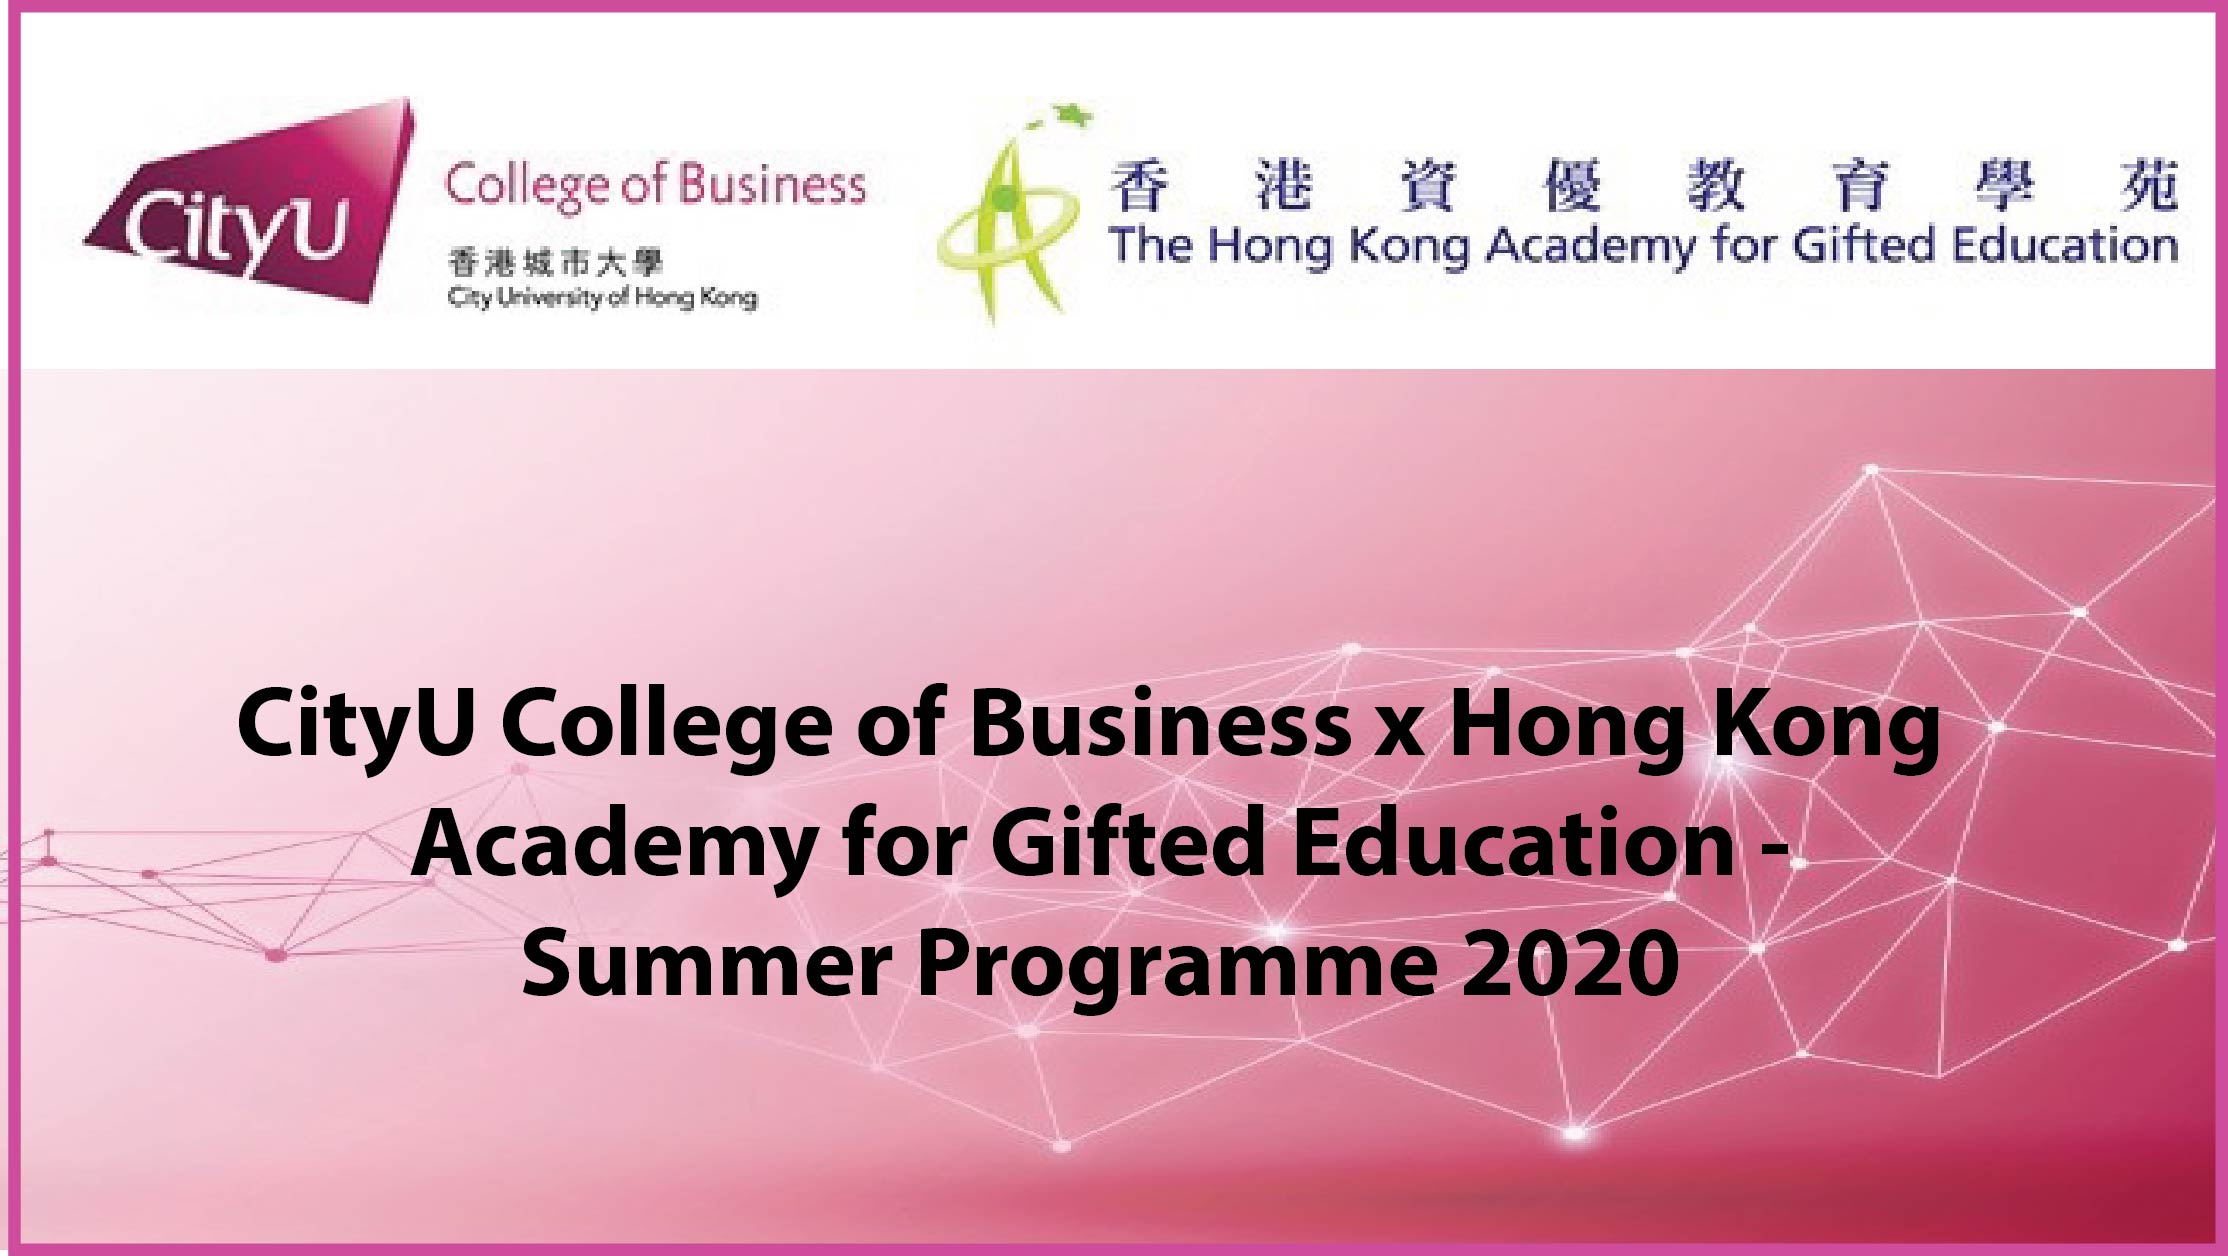 CityU
College of Business
香港城市大學
City University of Hong Kong
香港資優教育學苑
The Hong Kong Academy for Gifted Education
CityU College of Business x Hong Kong
Academy for Gifted Education -
Summer Programme 2020